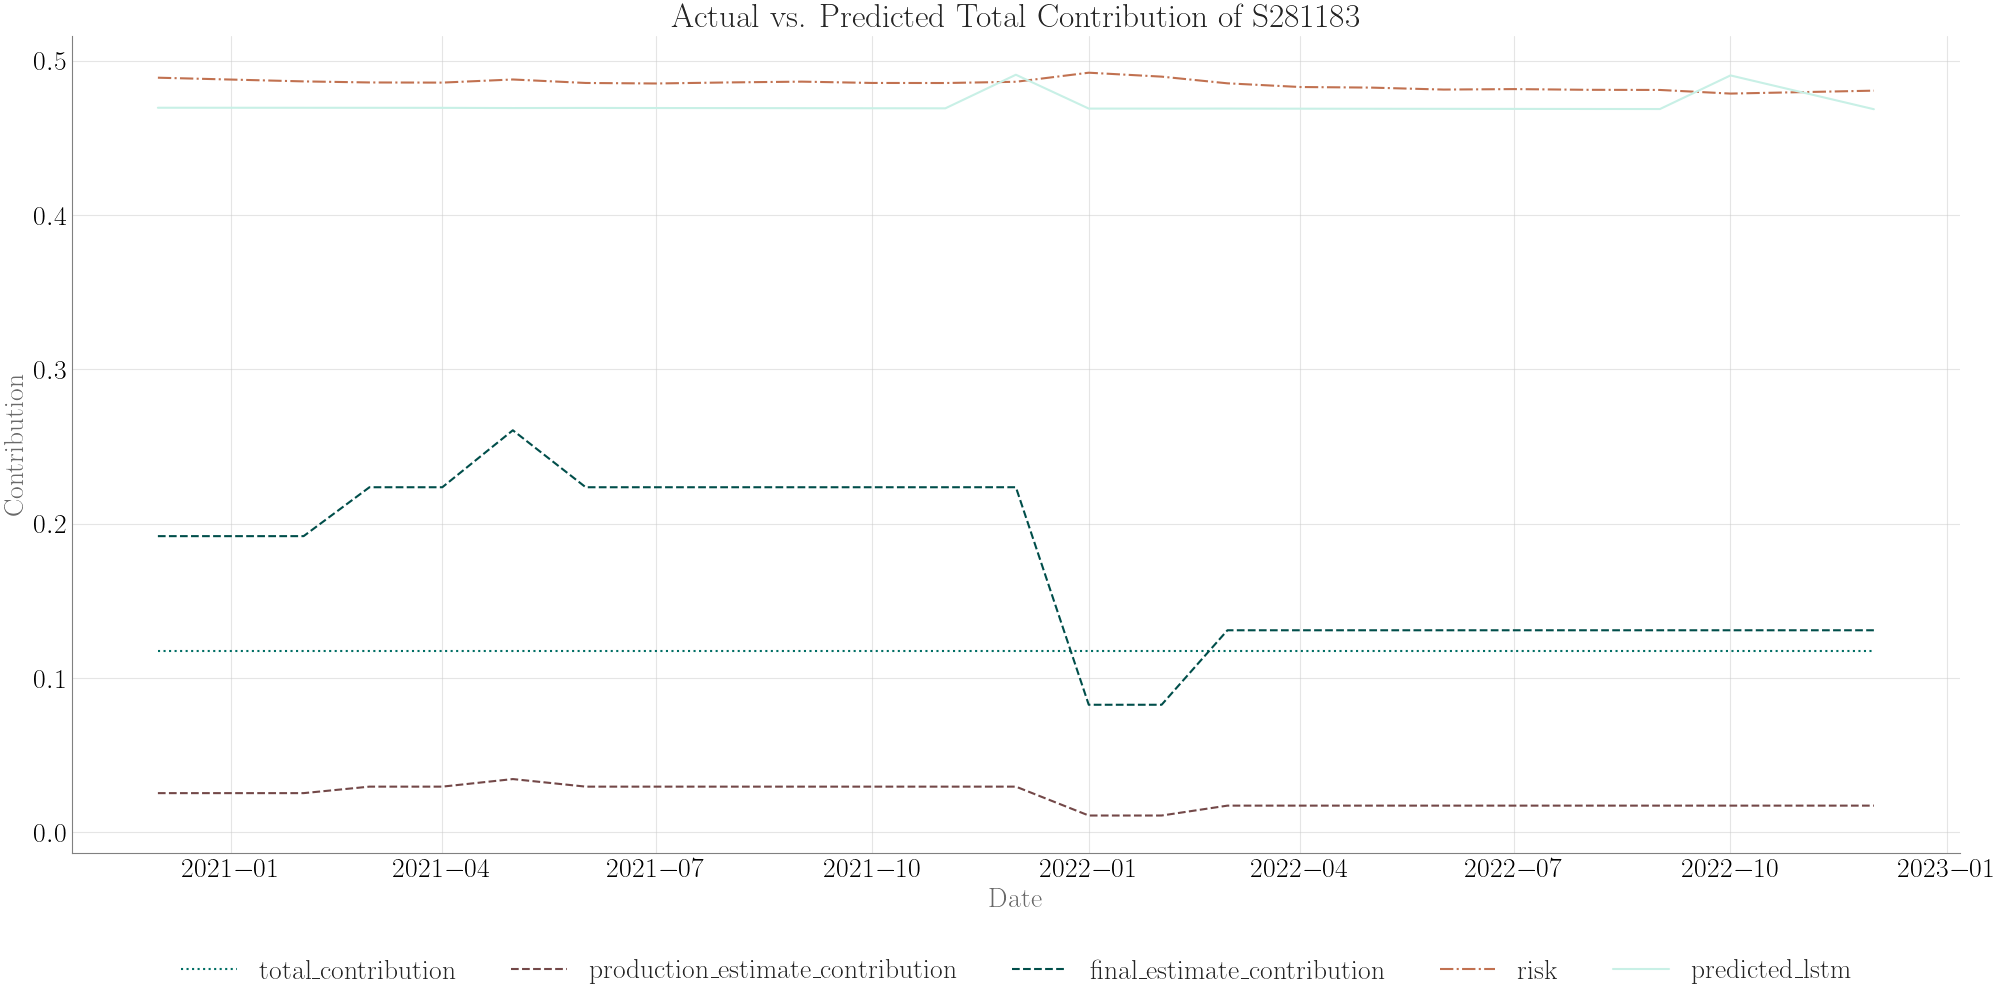 Actual vs. Predicted Total Contribution of S281183
0.5
0.4
0.3
0.2
0.1
0.0
Contribution
2021−01 2021−04 2021−07 2021−10 2022−01 2022−04 2022−07 2022−10 2023−01
Date
total_contribution production_estimate_contribution final_estimate_contribution risk predicted_lstm